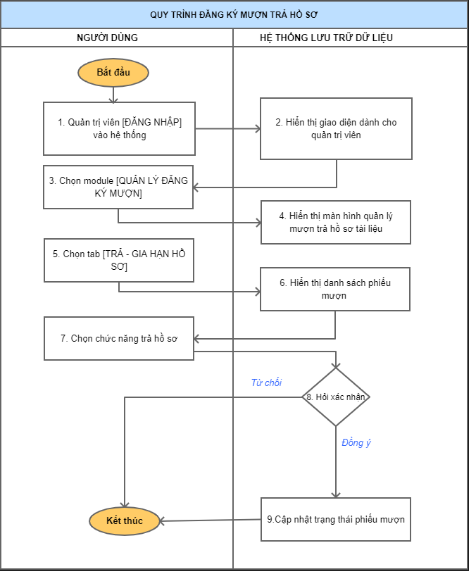 QUY TRÌNH ĐĂNG KÝ MƯỢN TRẢ HỒ SƠ
NGƯỜI DÙNG
HỆ THỐNG LƯU TRỮ DỮ LIỆU
Bắt đầu
1. Quản trị viên [ĐĂNG NHẬP]
vào hệ thống
2. Hiển thị giao diện dành cho
quản trị viên
3. Chọn module [QUẢN LÝ ĐĂNG
KÝ MƯỢN]
4. Hiển thị màn hình quản lý
mượn trả hồ sơ tài liệu
5. Chọn tab [TRẢ - GIA HẠN HỒ
SƠ]
6. Hiển thị danh sách phiếu
mượn
7. Chọn chức năng trả hồ sơ
8. Hỏi xác nhận
Từ chối
Đồng ý
9.Cập nhật trạng thái phiếu mượn
Kết thúc